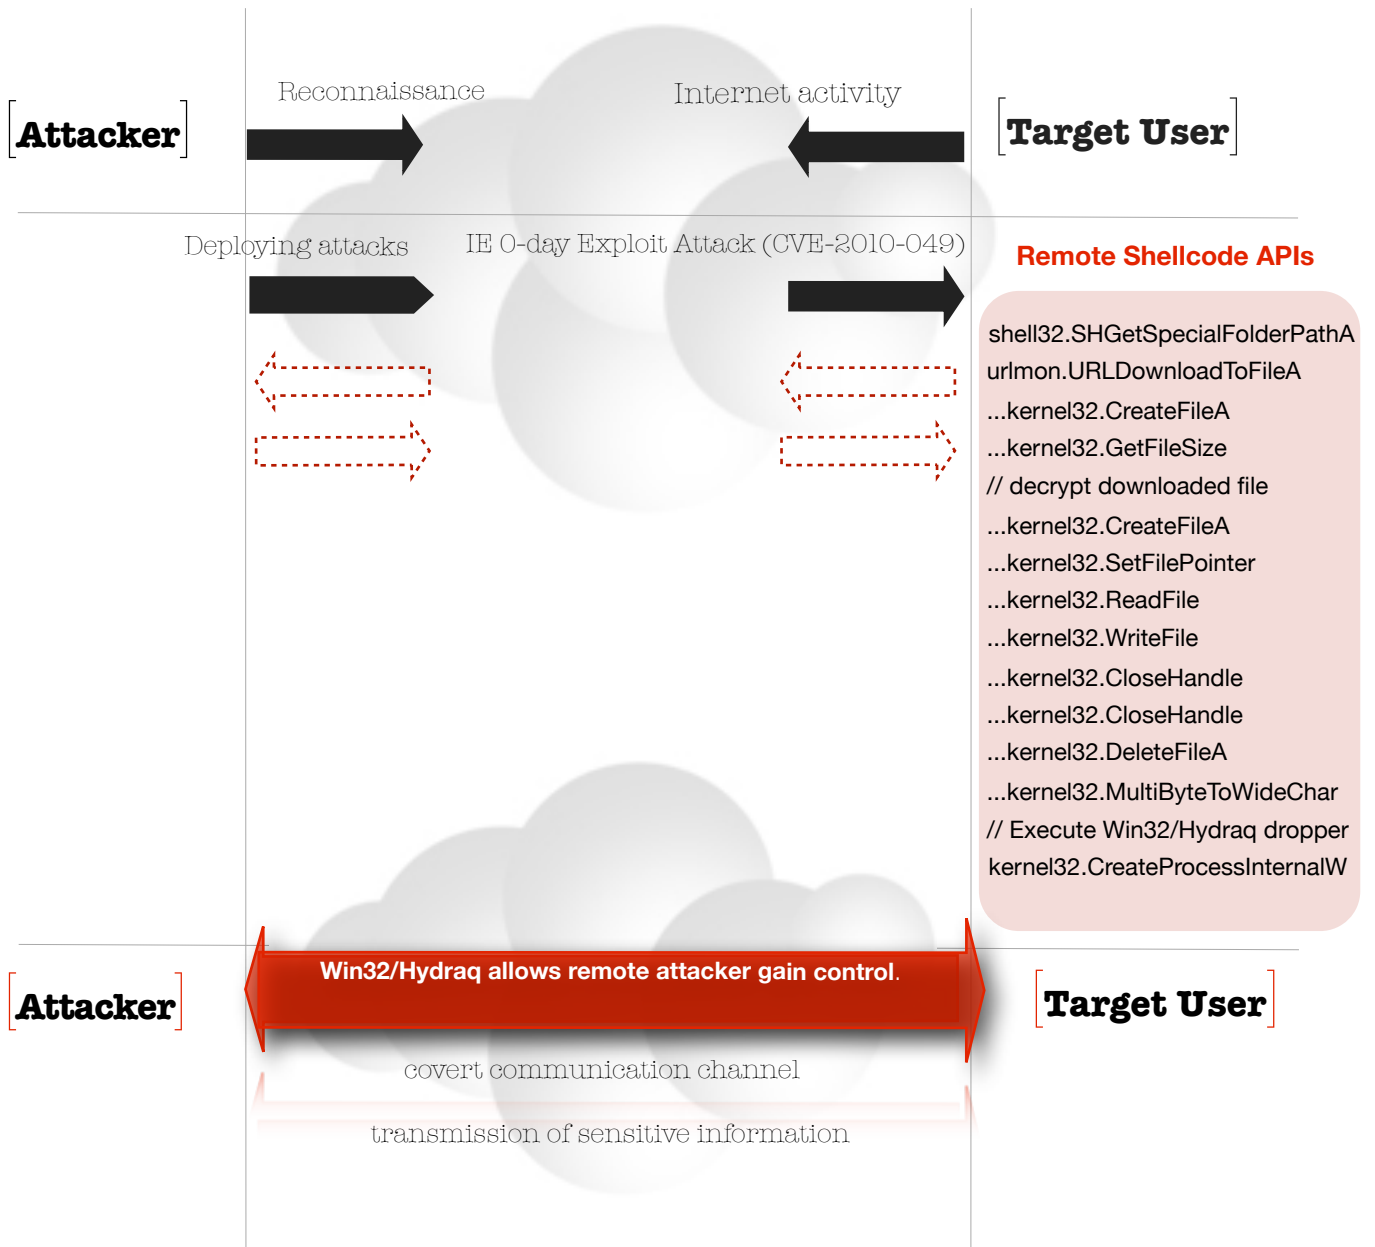 Reconnaissance
Internet activity
[Attacker]
[Target User]
Deploying attacks
IE 0-day Exploit Attack (CVE-2010-049)
Remote Shellcode APIs
shell32.SHGetSpecialFolderPathA
urlmon.URLDownloadToFileA
...kernel32.CreateFileA
...kernel32.GetFileSize
// decrypt downloaded file
...kernel32.CreateFileA
...kernel32.SetFilePointer
...kernel32.ReadFile
...kernel32.WriteFile
...kernel32.CloseHandle
...kernel32.CloseHandle
...kernel32.DeleteFileA
...kernel32.MultiByteToWideChar
// Execute Win32/Hydraq dropper
kernel32.CreateProcessInternalW
Win32/Hydraq allows remote attacker gain control.
[Attacker]
[Target User]
covert communication channel
transmission of sensitive information